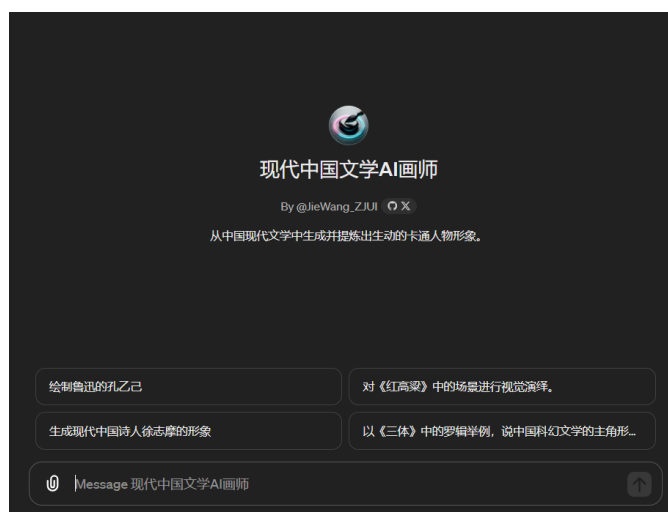 现代中国文学AI画师
By @JieWang_ZJUI
从中国现代文学中生成并提炼出生动的卡通人物形象。
绘制鲁迅的孔乙己
对《红高粱》中的场景进行视觉演绎。
生成现代中国诗人徐志摩的形象
以《三体》中的罗辑举例，说中国科幻文学的主角形...
Message 现代中国文学AI画师